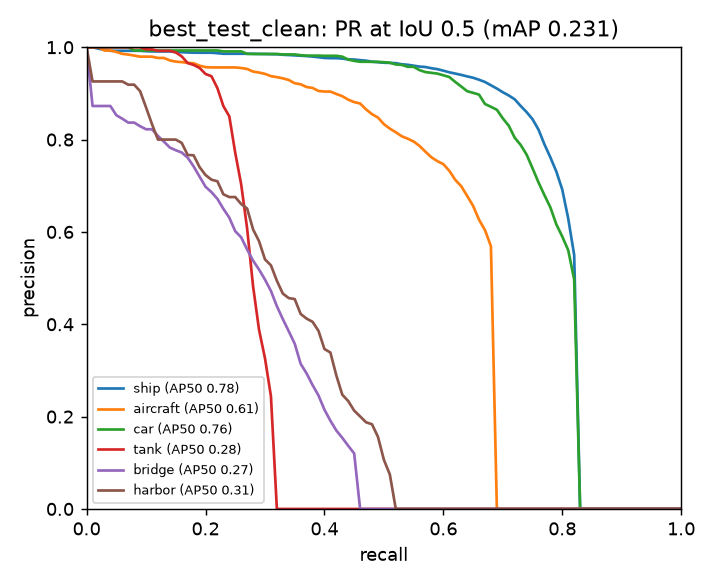 best_test_clean: PR at IoU 0.5 (mAP 0.231)
1.0
0.8
0.6
0.4
0.2
0.0
precision
ship (AP50 0.78)
aircraft (AP50 0.61)
car (AP50 0.76)
tank (AP50 0.28)
bridge (AP50 0.27)
harbor (AP50 0.31)
0.0 0.2 0.4 0.6 0.8 1.0
recall